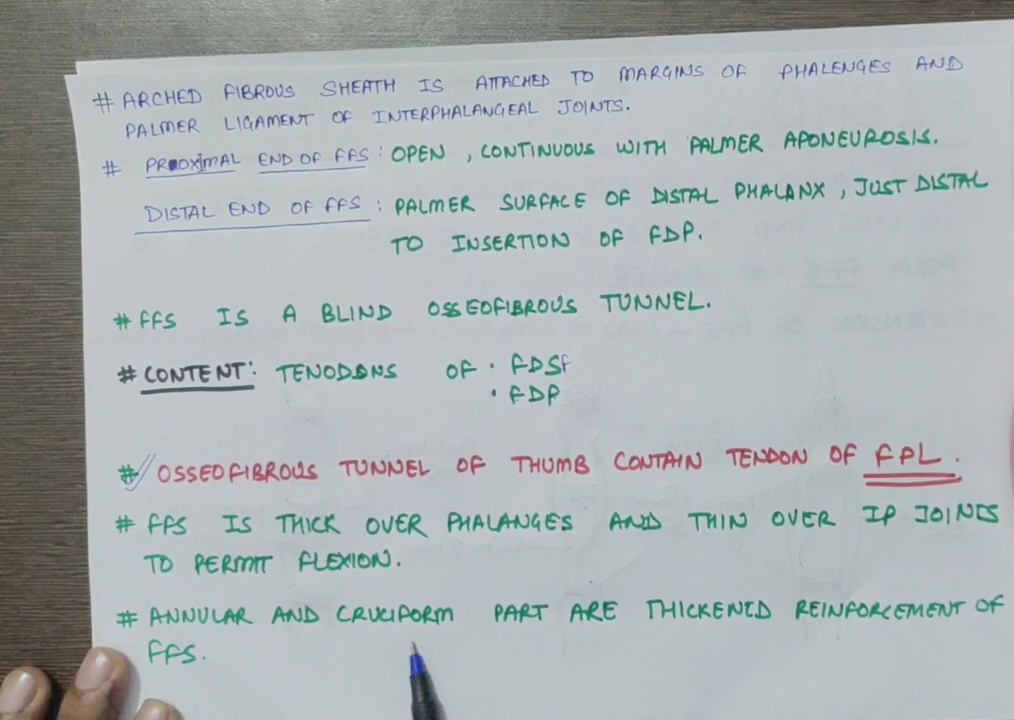 # ARCHED FIBROUS SHEATH IS ATTACHED TO MARGINS OF PHALENGES AND
PALMER LIGAMENT OF INTERPHALANGEAL JOINTS.
# PROXIMAL END OF FFS : OPEN, CONTINUOUS WITH PALMER APONEUROSIS.
DISTAL END OF FFS : PALMER SURFACE OF DISTAL PHALANX, JUST DISTAL
TO INSERTION OF FDP.
# FFS IS A BLIND OSSEOFIBROUS TUNNEL.
# CONTENT: TENODONS OF • FDSF
• FDP
# OSSEOFIBROUS TUNNEL OF THUMB CONTAIN TENDON OF FPL.
# FFS IS THICK OVER PHALANGES AND THIN OVER IP JOINTS
TO PERMIT FLEXION.
# ANNULAR AND CRUCIFORM PART ARE THICKENED REINFORCEMENT OF
FFS.